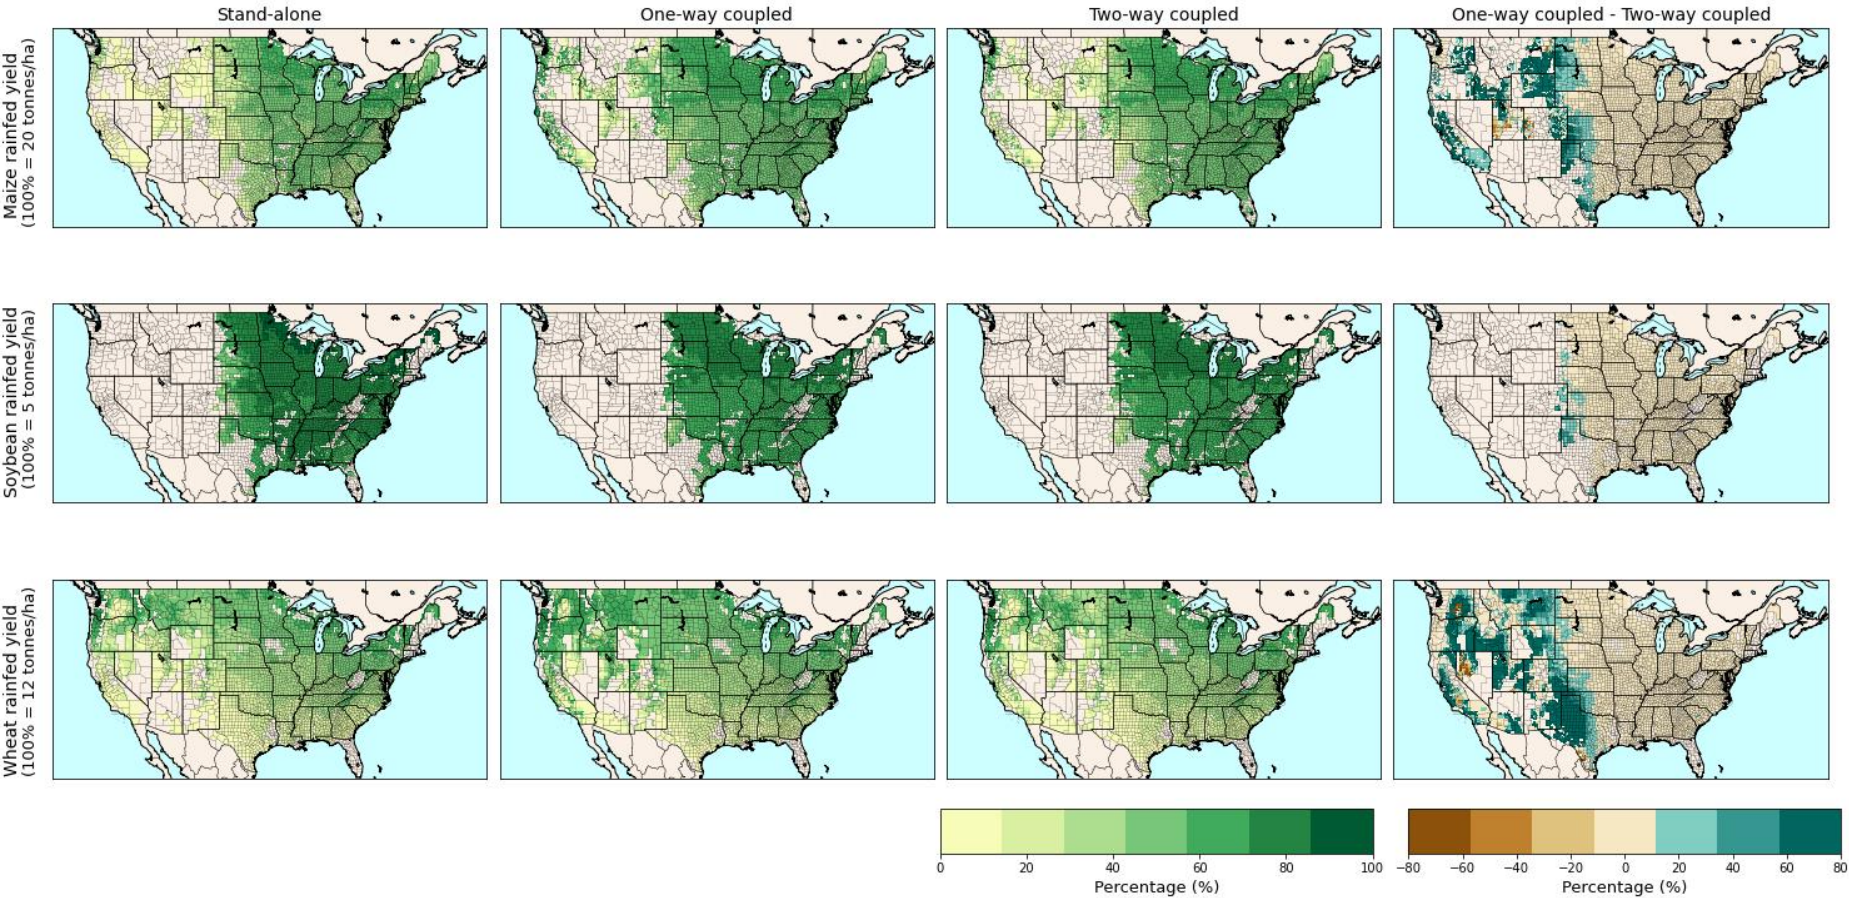 Stand-alone
One-way coupled
Two-way coupled
One-way coupled - Two-way coupled
Maize rainfed yield
(100% = 20 tonnes/ha)
Soybean rainfed yield
(100% = 5 tonnes/ha)
Wheat rainfed yield
(100% = 12 tonnes/ha)
0 20 40 60 80 100
Percentage (%)
−80 −60 −40 −20 0 20 40 60 80
Percentage (%)